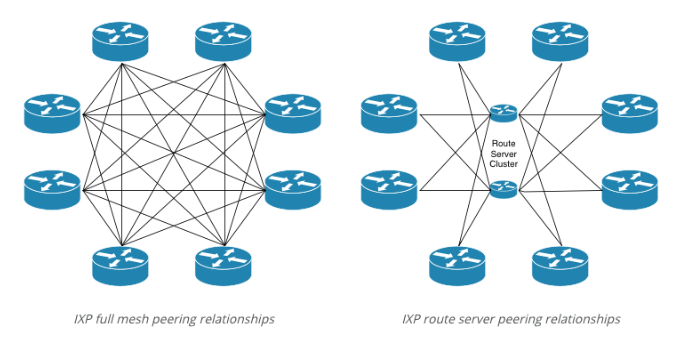 Route
Server
Cluster
IXP full mesh peering relationships
IXP route server peering relationships